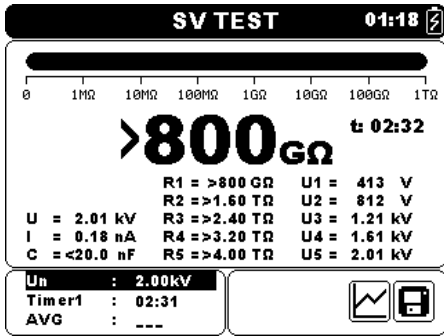 SV TEST 01:18
0 1MΩ 10MΩ 100MΩ 1GΩ 10GΩ 100GΩ 1TΩ
>800GΩ t: 02:32
R1 = >800 GΩ U1 = 413 V
R2 =>1.60 TΩ U2 = 812 V
U = 2.01 kV R3 =>2.40 TΩ U3 = 1.21 kV
I = 0.18 nA R4 =>3.20 TΩ U4 = 1.61 kV
C =<20.0 nF R5 =>4.00 TΩ U5 = 2.01 kV
Un : 2.00kV
Timer1 : 02:31
AVG : ---